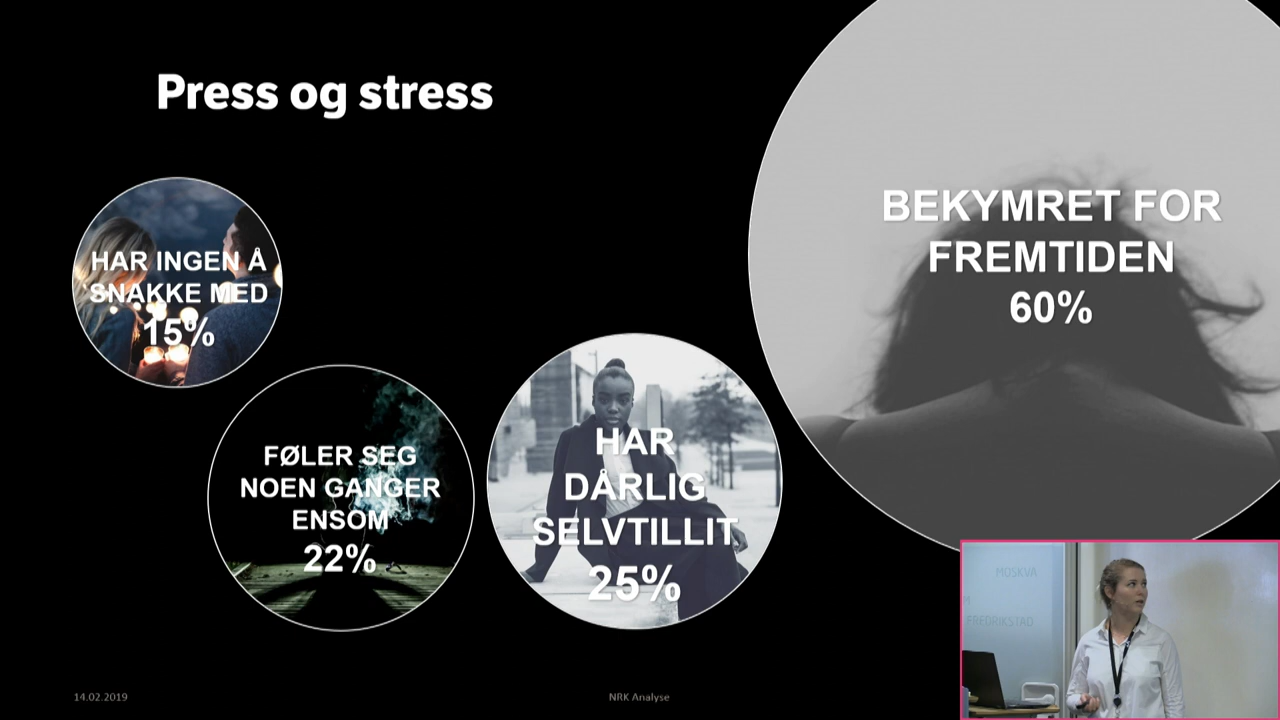 Press og stress
HAR INGEN Å
SNAKKE MED
15%
FØLER SEG
NOEN GANGER
ENSOM
22%
HAR
DÅRLIG
SELVTILLIT
25%
BEKYMRET FOR
FREMTIDEN
60%
MOSKVA
FREDRIKSTAD
14.02.2019
NRK Analyse